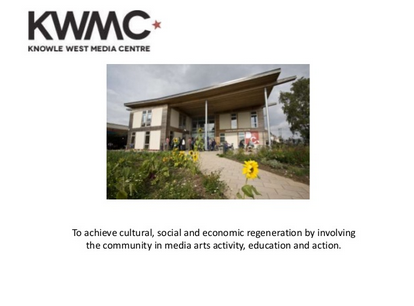 KWMC
KNOWLE WEST MEDIA CENTRE
To achieve cultural, social and economic regeneration by involving
the community in media arts activity, education and action.